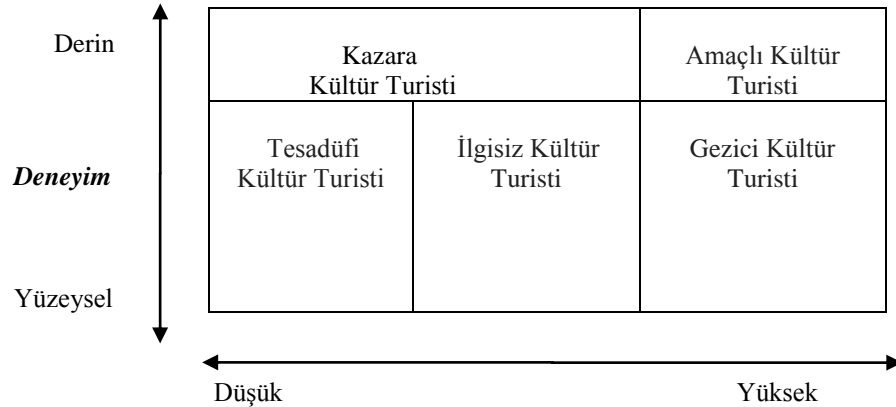 Derin
Kazara
Kültür Turisti
Amaçlı Kültür
Turisti
Deneyim
Tesadüfi
Kültür Turisti
İlgisiz Kültür
Turisti
Gezici Kültür
Turisti
Yüzeysel
Düşük
Yüksek